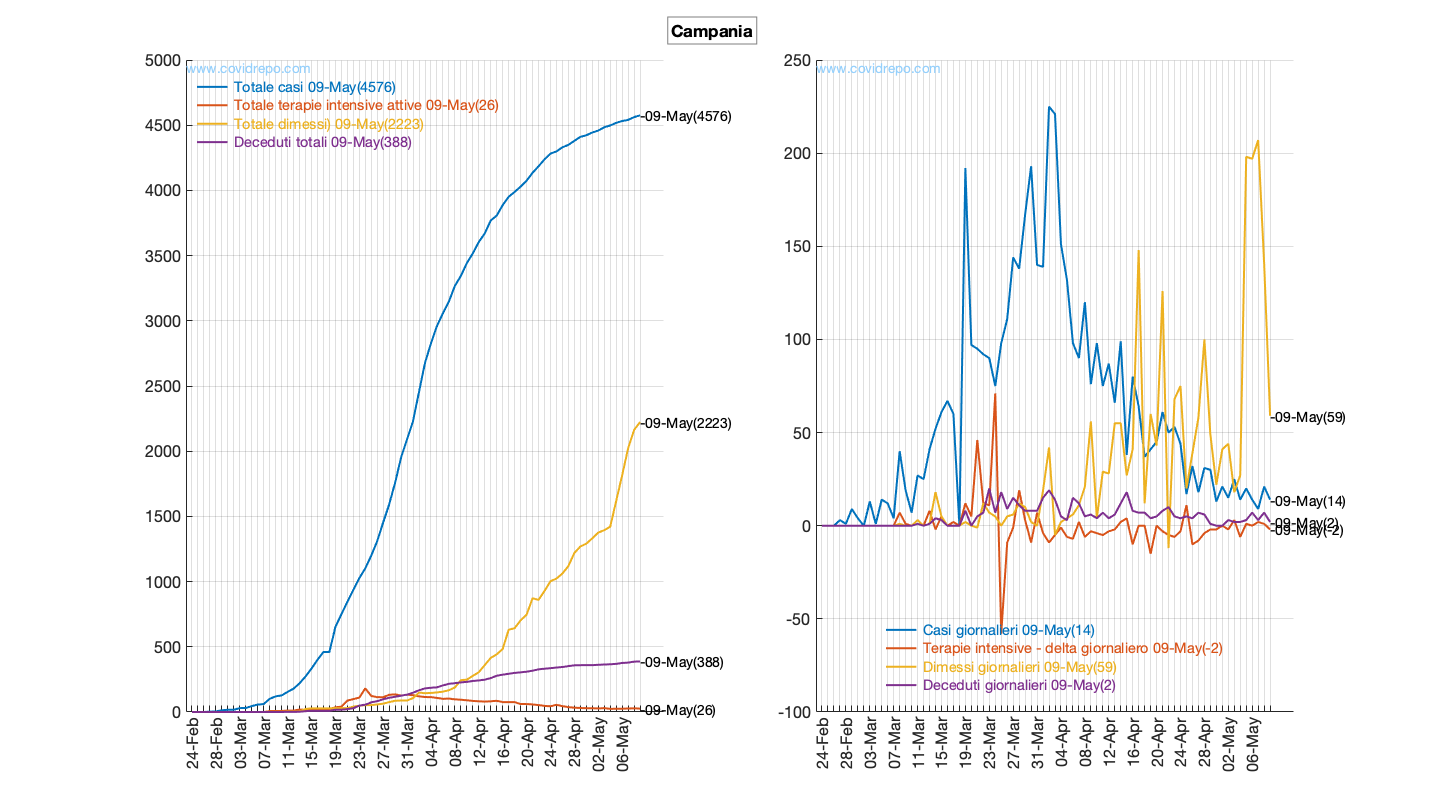 Campania
www.covidrepo.com
Totale casi 09-May(4576)
Totale terapie intensive attive 09-May(26)
Totale dimessi) 09-May(2223)
Deceduti totali 09-May(388)
5000
4500
4000
3500
3000
2500
2000
1500
1000
500
0
-09-May(4576)
-09-May(2223)
-09-May(388)
-09-May(26)
24-Feb
28-Feb
03-Mar
07-Mar
11-Mar
15-Mar
19-Mar
23-Mar
27-Mar
31-Mar
04-Apr
08-Apr
12-Apr
16-Apr
20-Apr
24-Apr
28-Apr
02-May
06-May
www.covidrepo.com
250
200
150
100
50
0
-50
-100
-09-May(59)
-09-May(14)
-09-May(2)
-09-May(-2)
Casi giornalieri 09-May(14)
Terapie intensive - delta giornaliero 09-May(-2)
Dimessi giornalieri 09-May(59)
Deceduti giornalieri 09-May(2)
24-Feb
28-Feb
03-Mar
07-Mar
11-Mar
15-Mar
19-Mar
23-Mar
27-Mar
31-Mar
04-Apr
08-Apr
12-Apr
16-Apr
20-Apr
24-Apr
28-Apr
02-May
06-May